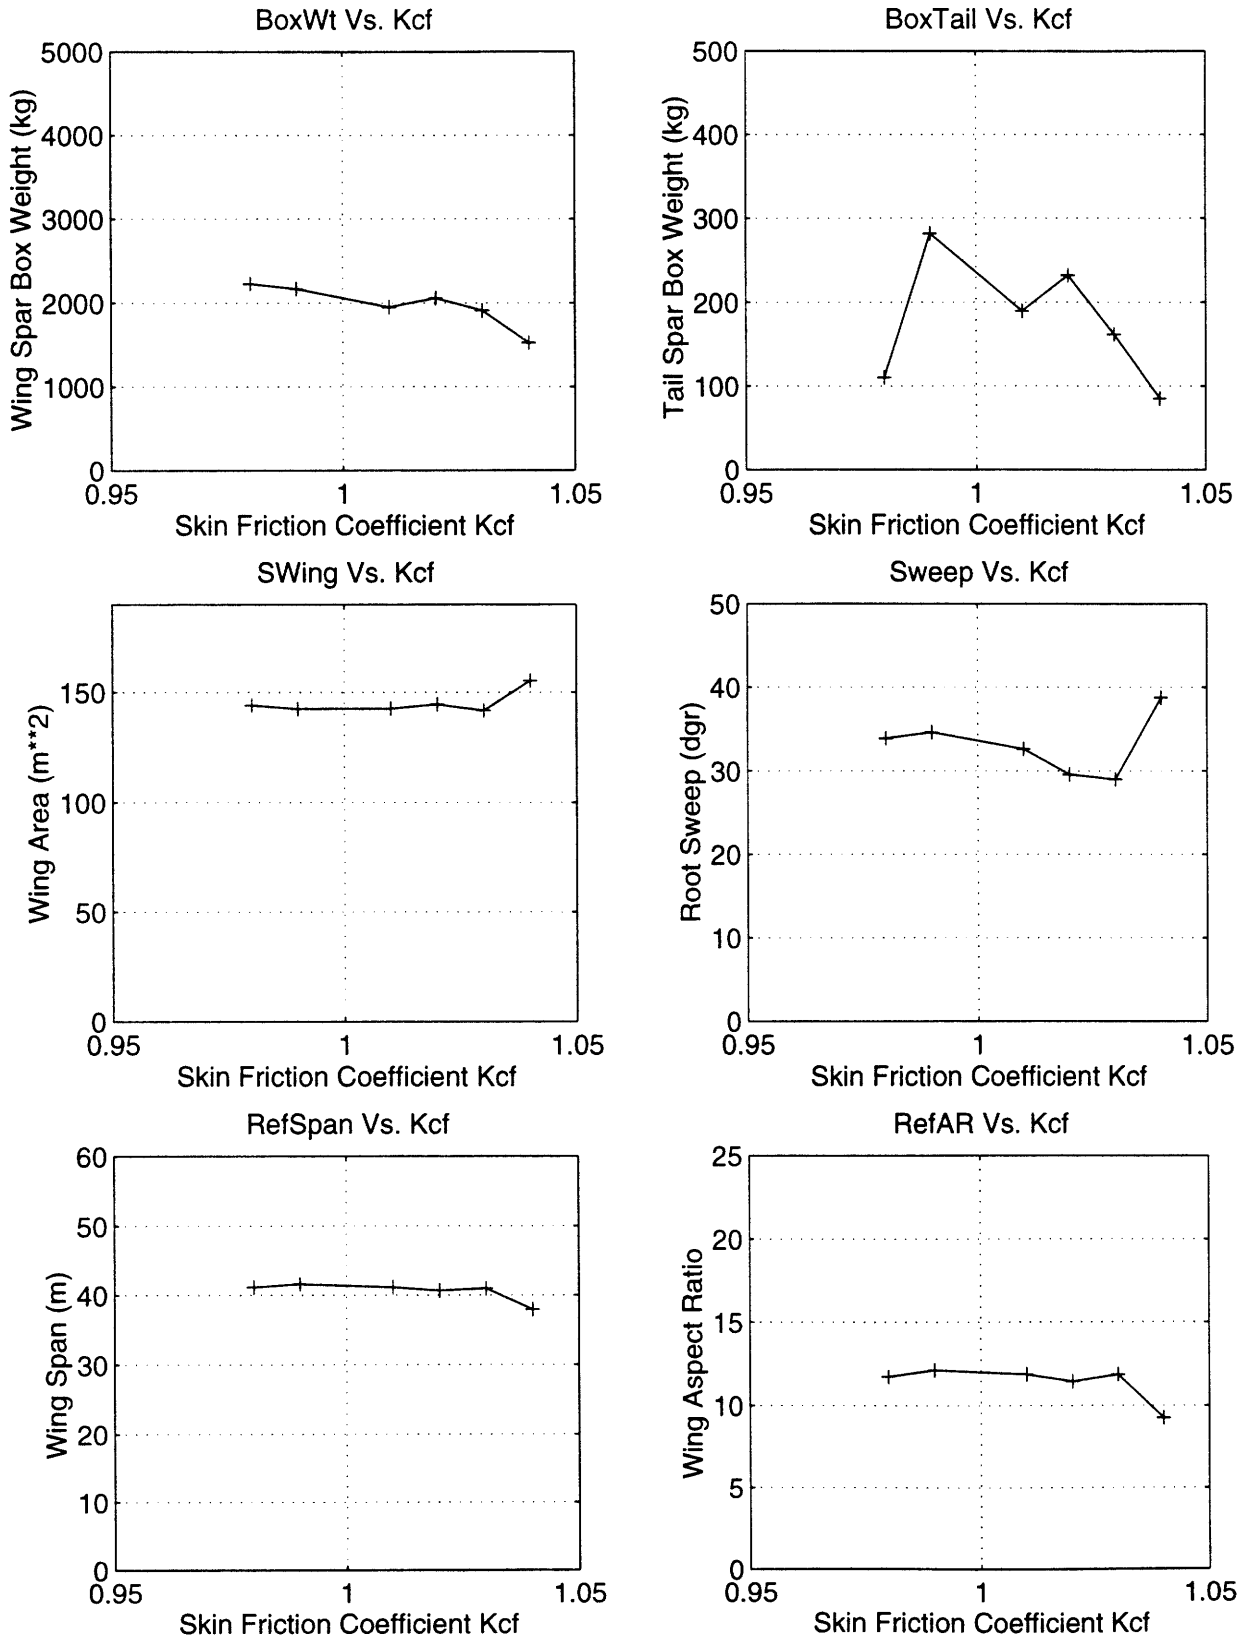 BoxWt Vs. Kcf
5000
4000
3000
2000
1000
0
0.95
1
1.05
Wing Spar Box Weight (kg)
Skin Friction Coefficient Kcf
BoxTail Vs. Kcf
500
400
300
200
100
0
0.95
1
1.05
Tail Spar Box Weight (kg)
Skin Friction Coefficient Kcf
SWing Vs. Kcf
150
100
50
0
0.95
1
1.05
Wing Area (m**2)
Skin Friction Coefficient Kcf
Sweep Vs. Kcf
50
40
30
20
10
0
0.95
1
1.05
Root Sweep (dgr)
Skin Friction Coefficient Kcf
RefSpan Vs. Kcf
60
50
40
30
20
10
0
0.95
1
1.05
Wing Span (m)
Skin Friction Coefficient Kcf
RefAR Vs. Kcf
25
20
15
10
5
0
0.95
1
1.05
Wing Aspect Ratio
Skin Friction Coefficient Kcf